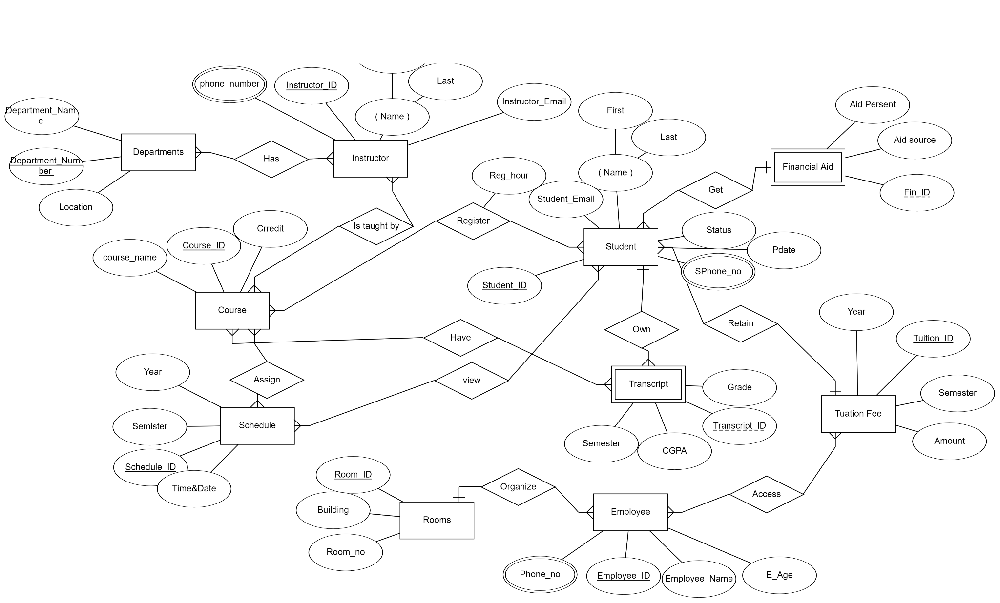 phone_number
Instructor_ID
Last
( Name )
Instructor_Email
Department_Nam
e
Departments
Department_Num
ber
Location
Has
Instructor
First
Last
( Name )
Aid Persent
Aid source
Financial Aid
Fin_ID
Get
Reg_hour
Student_Email
Register
Is taught by
Status
Student
Pdate
SPhone_no
Student_ID
Crredit
Course_ID
course_name
Course
Have
Own
Retain
Year
Tuition_ID
Semester
Tuation Fee
Amount
Year
Assign
view
Transcript
Grade
Transcript_ID
Semester
CGPA
Semister
Schedule
Schedule_ID
Time&Date
Room_ID
Building
Rooms
Room_no
Organize
Employee
Access
Phone_no
Employee_ID
Employee_Name
E_Age